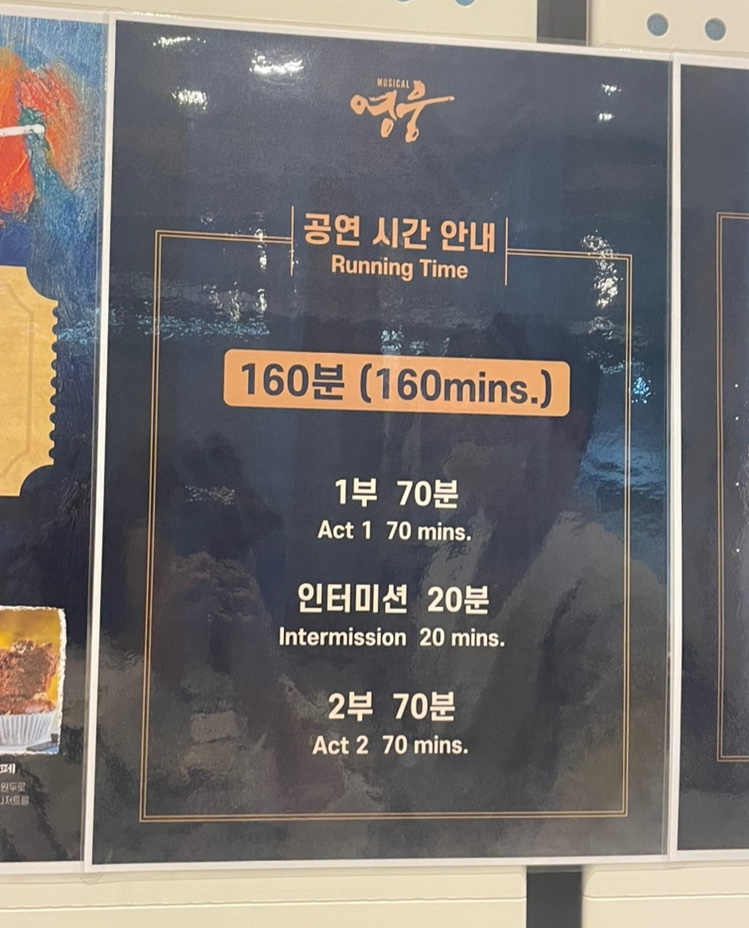 MUSICAL
영웅
공연 시간 안내
Running Time
160분 (160mins.)
1부 70분
Act 1 70 mins.
인터미션 20분
Intermission 20 mins.
2부 70분
Act 2 70 mins.